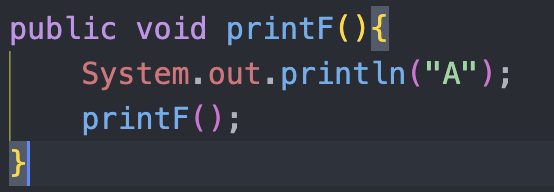 public void printF(){
System.out.println("A");
printF();
}